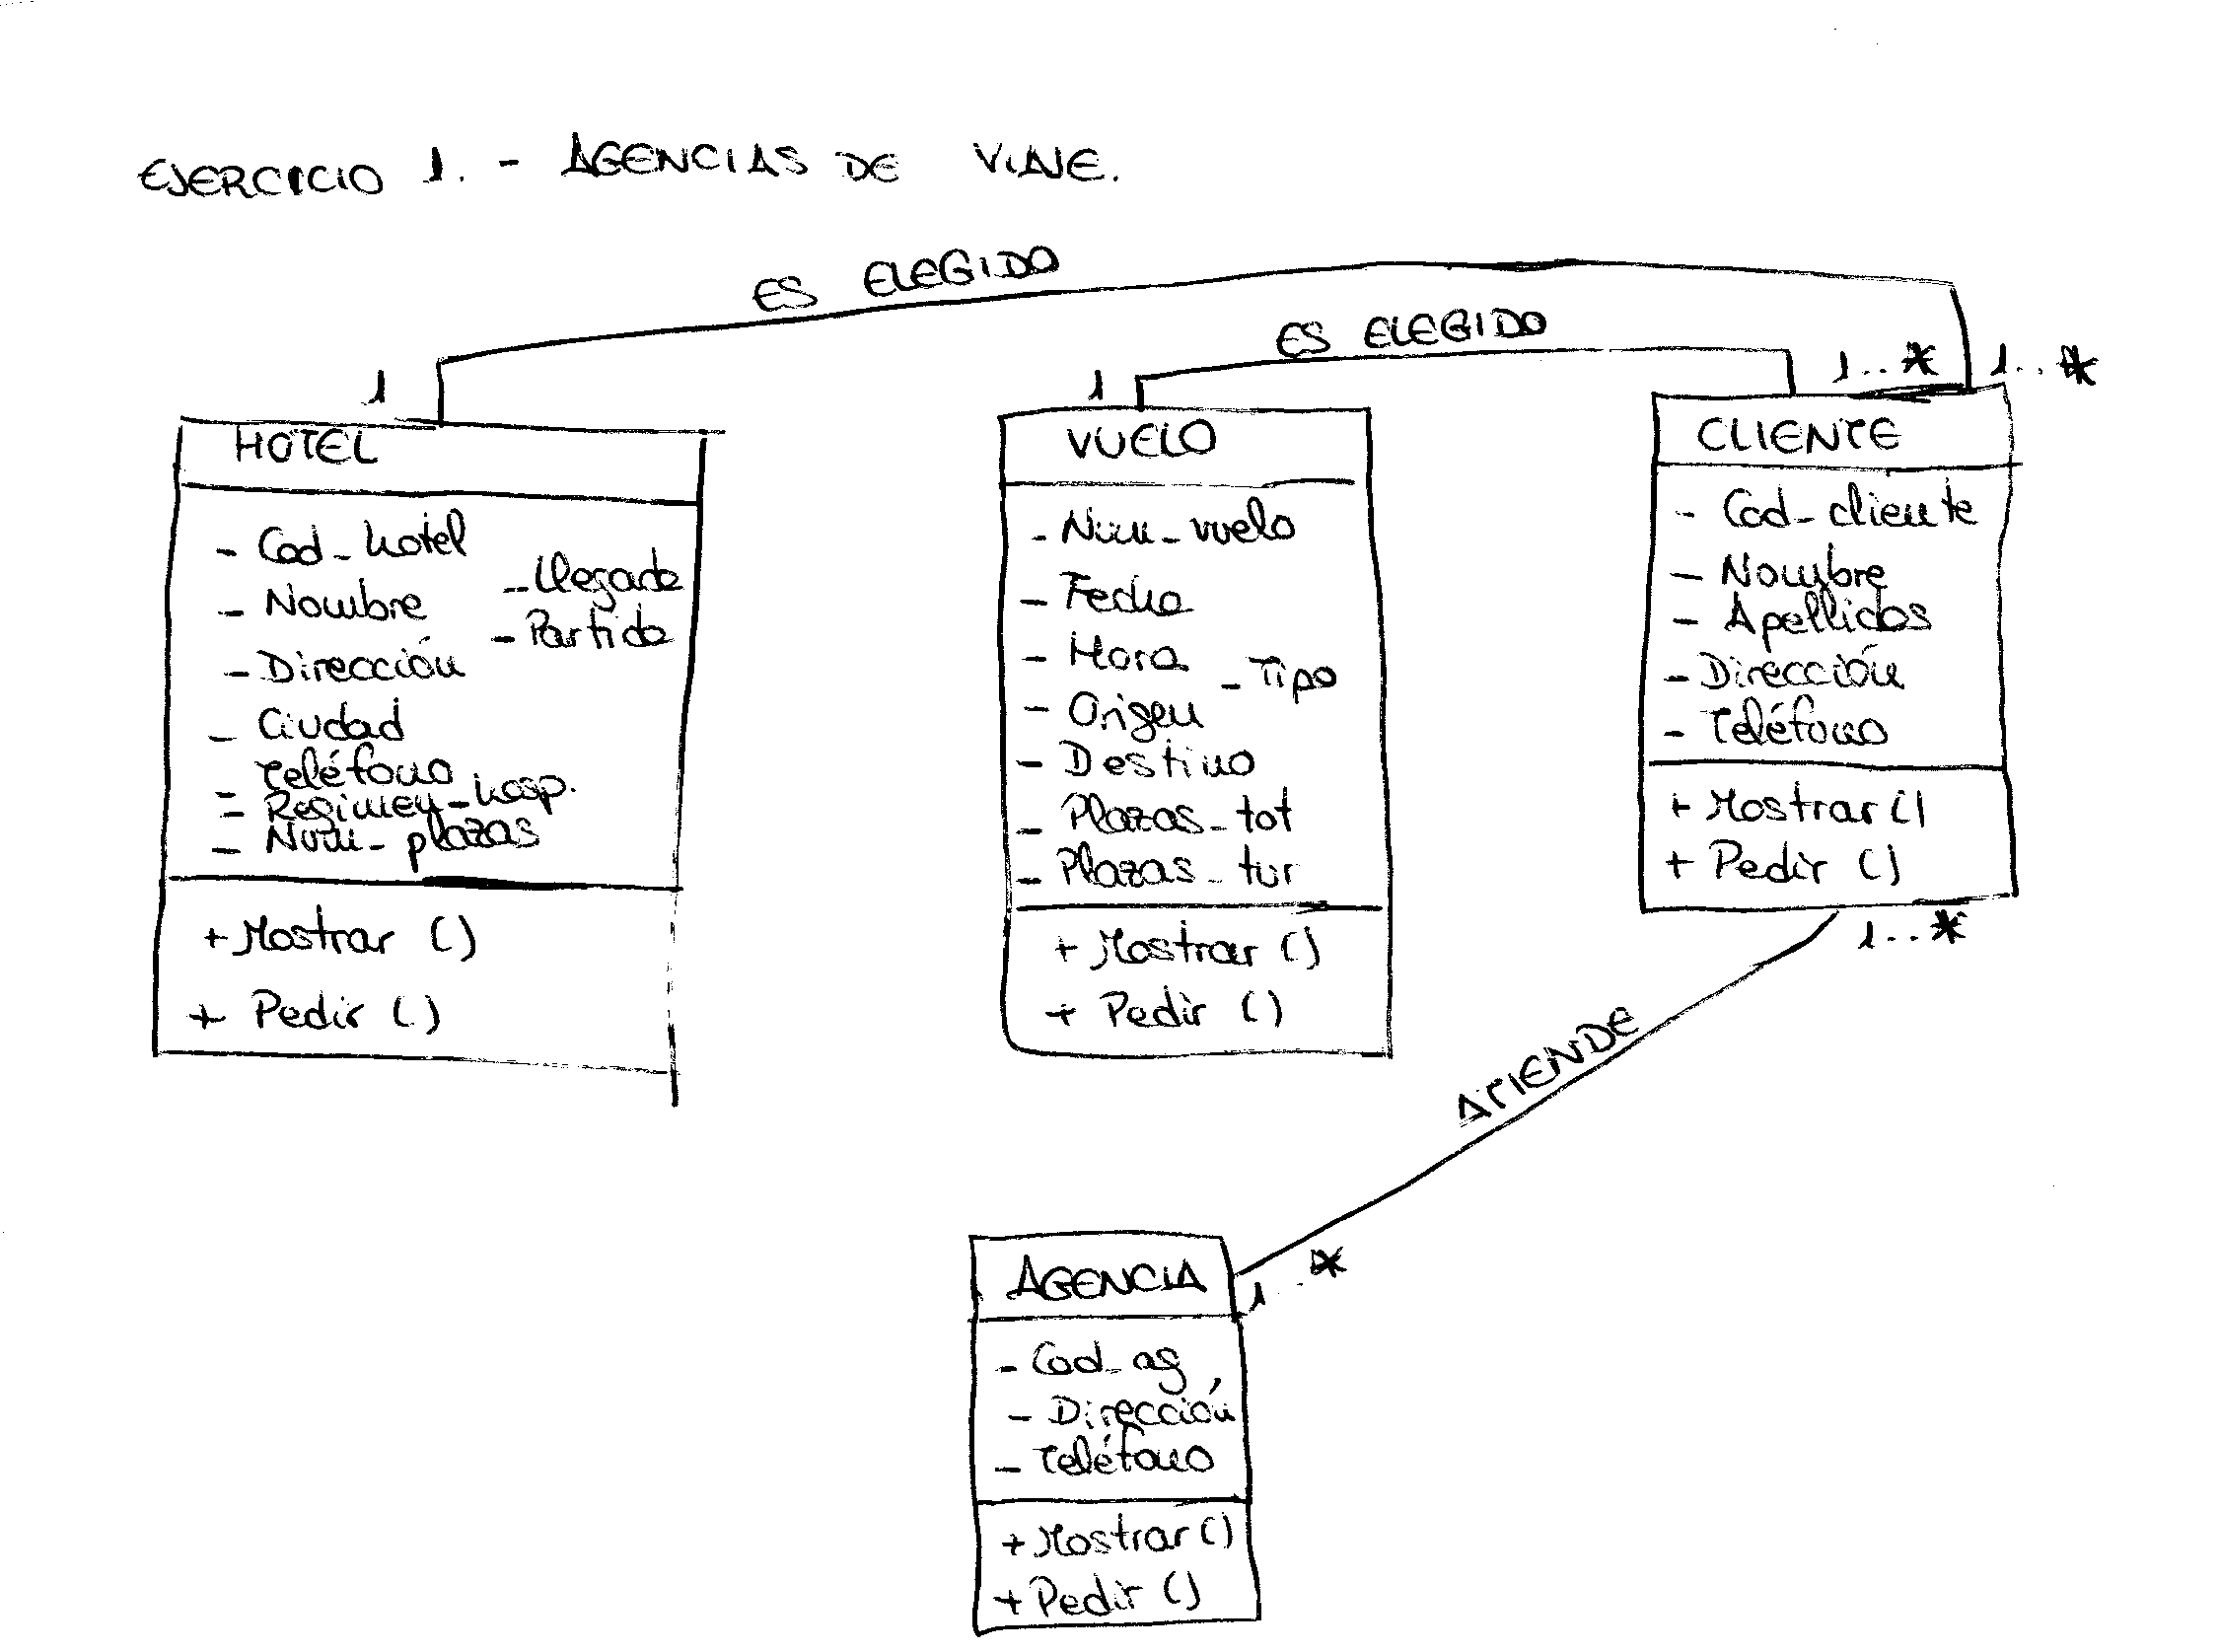 EJERCICIO 1. - AGENCIAS DE VIAJE.
ES ELEGIDO
ES ELEGIDO
1
1
1..*
1..*
HOTEL
- Cod_hotel
- Nombre
- Dirección
- Ciudad
- Teléfono
- Regimen_hosp.
- Num_plazas
- Llegada
- Partida
+ Mostrar ()
+ Pedir ()
VUELO
- Num_vuelo
- Fecha
- Hora
- Origen
- Destino
- Plazas_tot
- Plazas_tur
- Tipo
+ Mostrar ()
+ Pedir ()
CLIENTE
- Cod_cliente
- Nombre
- Apellidos
- Dirección
- Teléfono
+ Mostrar ()
+ Pedir ()
1..*
ATIENDE
1..*
AGENCIA
- Cod_ag
- Dirección
- Teléfono
+ Mostrar ()
+ Pedir ()